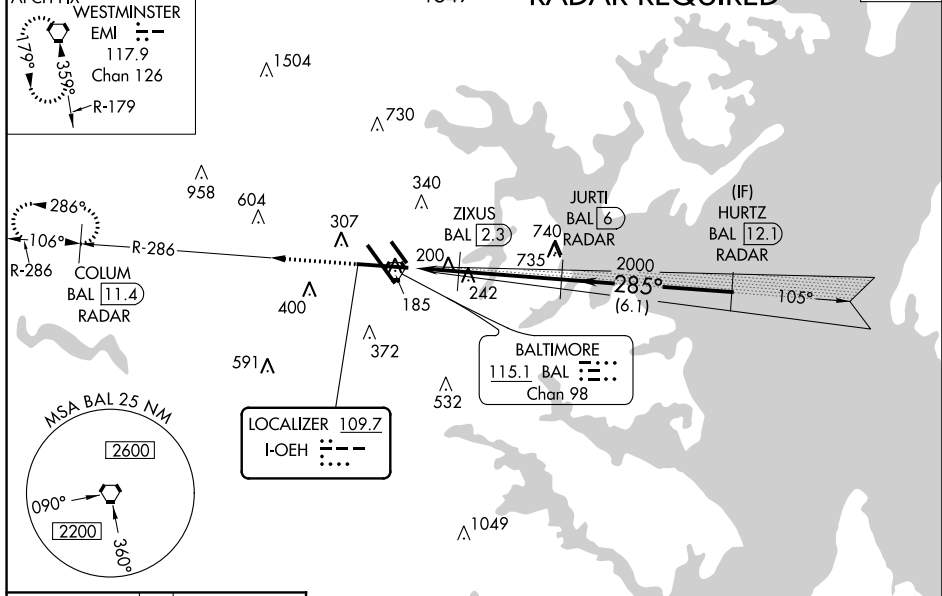 RADAR REQUIRED
WESTMINSTER
EMI
117.9
Chan 126
179°
359°
R-179
1504
730
958
604
340
307
ZIXUS
BAL 2.3
JURTI
BAL 6
RADAR
740
735
(IF)
HURTZ
BAL 12.1
RADAR
286°
106°
R-286
R-286
COLUM
BAL 11.4
RADAR
200
242
185
400
2000
285°
(6.1)
105°
372
591
532
BALTIMORE
115.1 BAL
Chan 98
LOCALIZER 109.7
I-OEH
MSA BAL 25 NM
2600
090°
2200
360°
1049